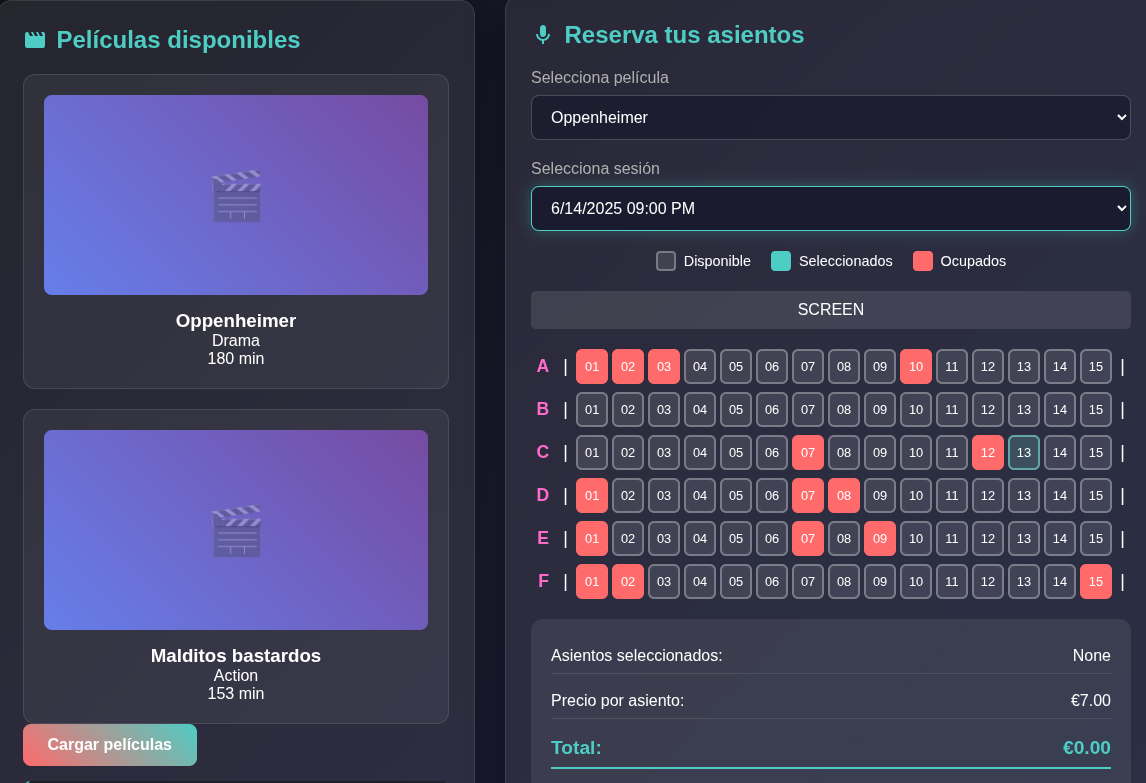 Películas disponibles
Oppenheimer
Drama
180 min
Malditos bastardos
Action
153 min
Cargar películas
Reserva tus asientos
Selecciona película
Oppenheimer
Selecciona sesión
6/14/2025 09:00 PM
Disponible Seleccionados Ocupados
SCREEN
A | 01 02 03 04 05 06 07 08 09 10 11 12 13 14 15 |
B | 01 02 03 04 05 06 07 08 09 10 11 12 13 14 15 |
C | 01 02 03 04 05 06 07 08 09 10 11 12 13 14 15 |
D | 01 02 03 04 05 06 07 08 09 10 11 12 13 14 15 |
E | 01 02 03 04 05 06 07 08 09 10 11 12 13 14 15 |
F | 01 02 03 04 05 06 07 08 09 10 11 12 13 14 15 |
Asientos seleccionados: None
Precio por asiento: €7.00
Total: €0.00